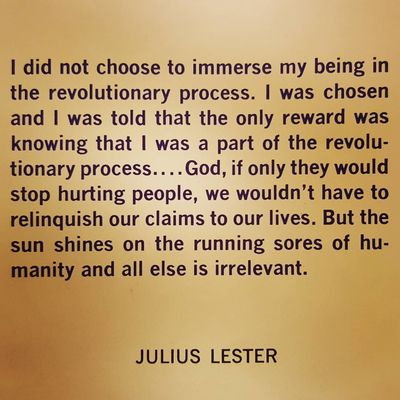 I did not choose to immerse my being in
the revolutionary process. I was chosen
and I was told that the only reward was
knowing that I was a part of the revolu-
tionary process....God, if only they would
stop hurting people, we wouldn't have to
relinquish our claims to our lives. But the
sun shines on the running sores of hu-
manity and all else is irrelevant.
JULIUS LESTER